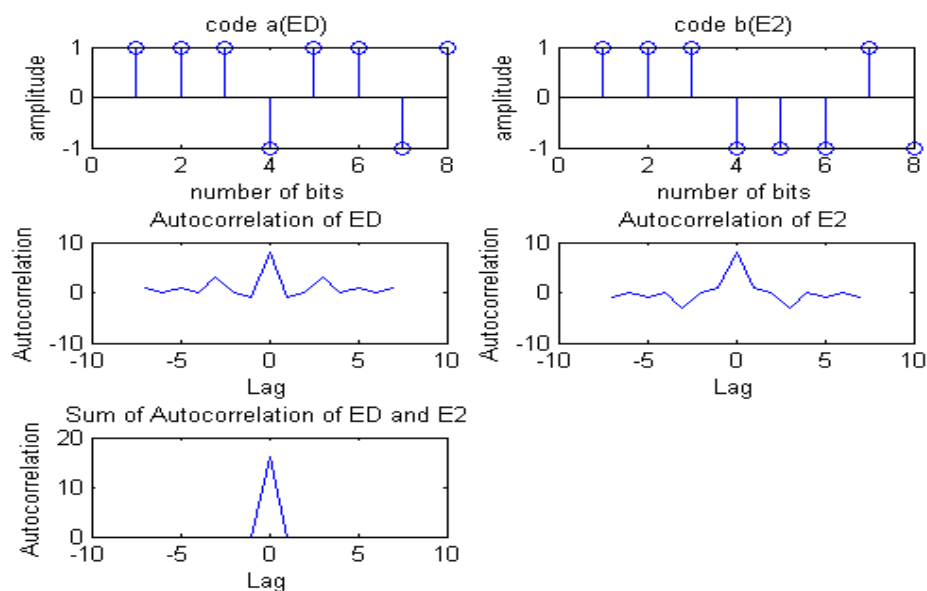 code a(ED)
amplitude
1
0
-1
0 2 4 6 8
number of bits
code b(E2)
amplitude
1
0
-1
0 2 4 6 8
number of bits
Autocorrelation of ED
Autocorrelation
10
0
-10
-10 -5 0 5 10
Lag
Autocorrelation of E2
Autocorrelation
10
0
-10
-10 -5 0 5 10
Lag
Sum of Autocorrelation of ED and E2
Autocorrelation
20
10
0
-10 -5 0 5 10
Lag